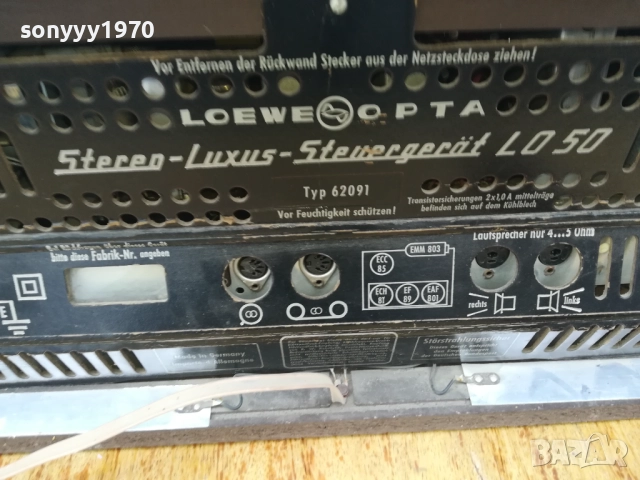 sonyyy1970
Vor Entfernen der Rückwand Stecker aus der Netzsteckdose ziehen!
LOEWE OPTA
Stereo-Luxus-Steuergerät LO 50
Typ 62091
Vor Feuchtigkeit schützen!
Transistorsicherungen 2x1,0 A mittelträge
befinden sich auf dem Kühlblech
bitte diese Fabrik-Nr. angeben
EMM 803
ECC
85
ECH
81
EF
89
EAF
801
Lautsprecher nur 4...5 Ohm
rechts
links
E
Made in Germany
Allemagne
Störstrahlungs
BAZAR